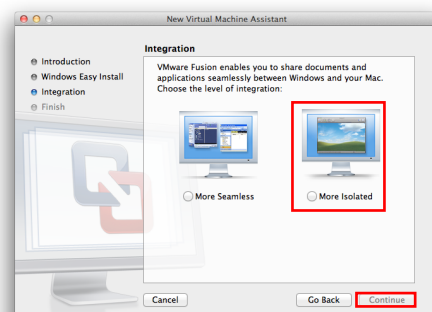 New Virtual Machine Assistant
Integration
Introduction
Windows Easy Install
Integration
Finish
VMware Fusion enables you to share documents and
applications seamlessly between Windows and your Mac.
Choose the level of integration:
More Seamless
More Isolated
Cancel
Go Back
Continue